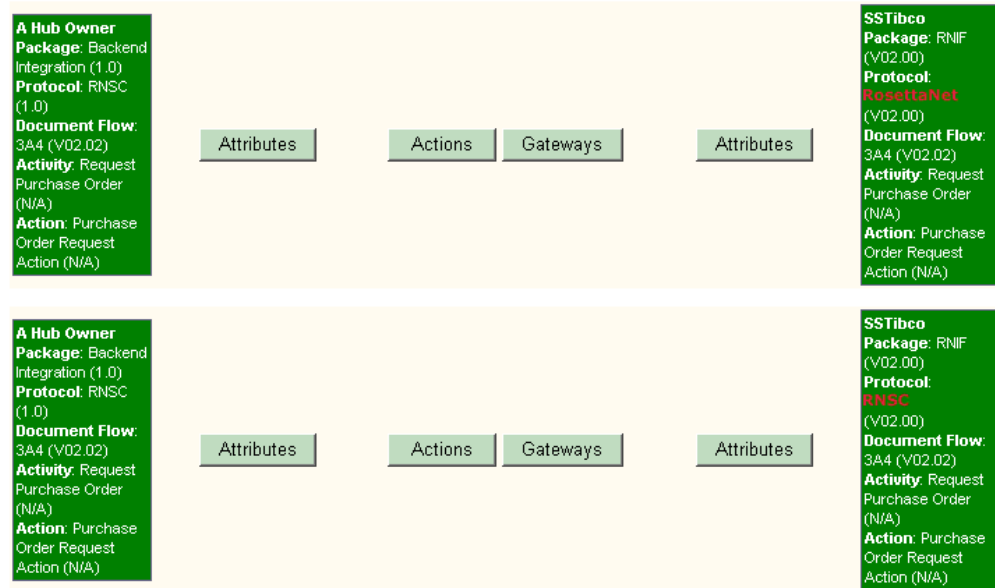 A Hub Owner
Package: Backend
Integration (1.0)
Protocol: RNSC
(1.0)
Document Flow:
3A4 (V02.02)
Activity: Request
Purchase Order
(N/A)
Action: Purchase
Order Request
Action (N/A)
Attributes
Actions
Gateways
Attributes
SSTibco
Package: RNIF
(V02.00)
Protocol:
RosettaNet
(V02.00)
Document Flow:
3A4 (V02.02)
Activity: Request
Purchase Order
(N/A)
Action: Purchase
Order Request
Action (N/A)
A Hub Owner
Package: Backend
Integration (1.0)
Protocol: RNSC
(1.0)
Document Flow:
3A4 (V02.02)
Activity: Request
Purchase Order
(N/A)
Action: Purchase
Order Request
Action (N/A)
Attributes
Actions
Gateways
Attributes
SSTibco
Package: RNIF
(V02.00)
Protocol:
RNSC
(V02.00)
Document Flow:
3A4 (V02.02)
Activity: Request
Purchase Order
(N/A)
Action: Purchase
Order Request
Action (N/A)